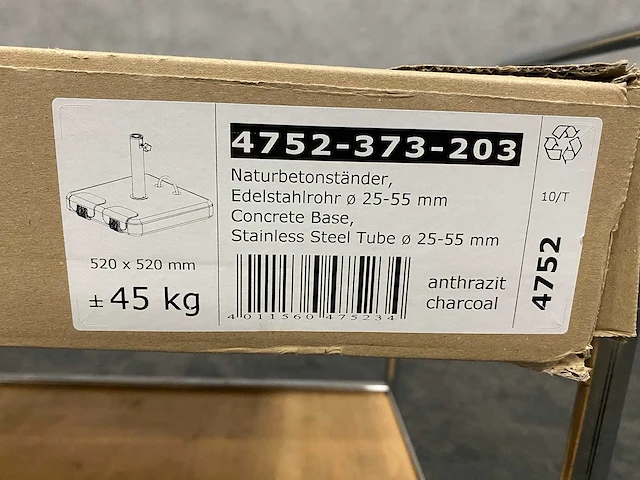 4752-373-203
Naturbetonständer,
Edelstahlrohr ø 25-55 mm
Concrete Base,
Stainless Steel Tube ø 25-55 mm
520 x 520 mm
± 45 kg
4 011560 475234
anthrazit
charcoal
10/T
4752